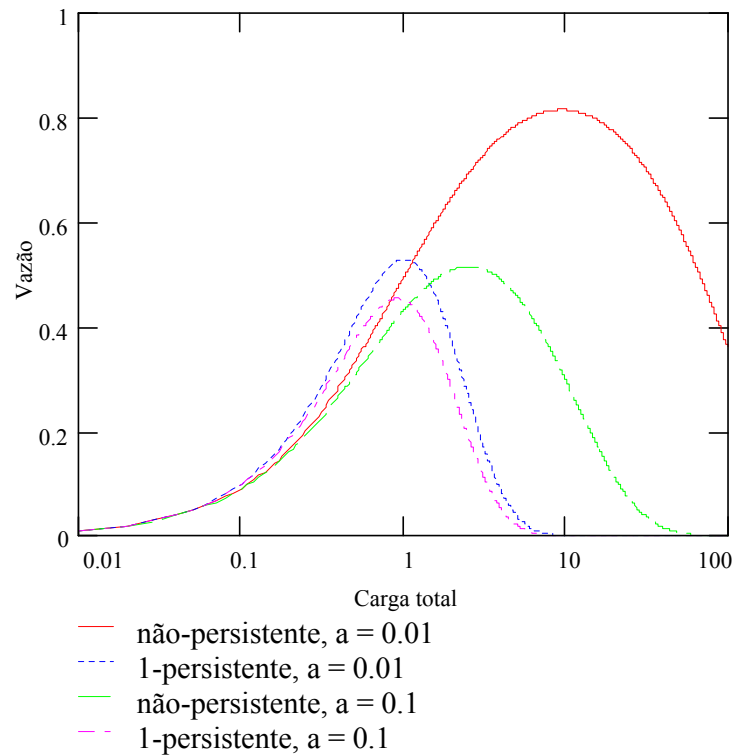 1
0.8
0.6
0.4
0.2
0
Vazão
0.01 0.1 1 10 100
Carga total
não-persistente, a = 0.01
1-persistente, a = 0.01
não-persistente, a = 0.1
1-persistente, a = 0.1